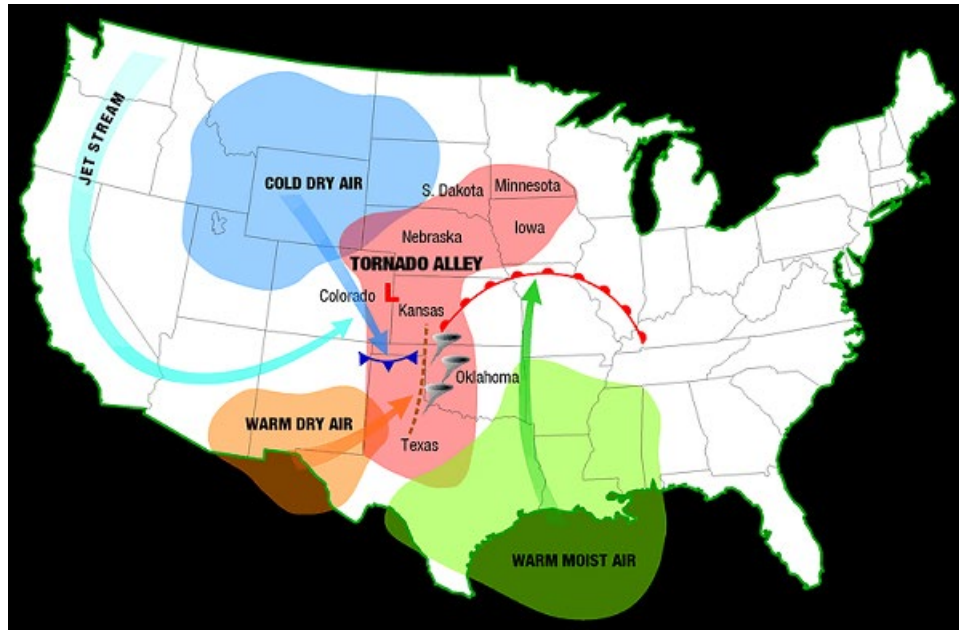 JET STREAM
COLD DRY AIR
S. Dakota
Minnesota
Nebraska
Iowa
TORNADO ALLEY
Colorado
L
Kansas
Oklahoma
WARM DRY AIR
Texas
WARM MOIST AIR